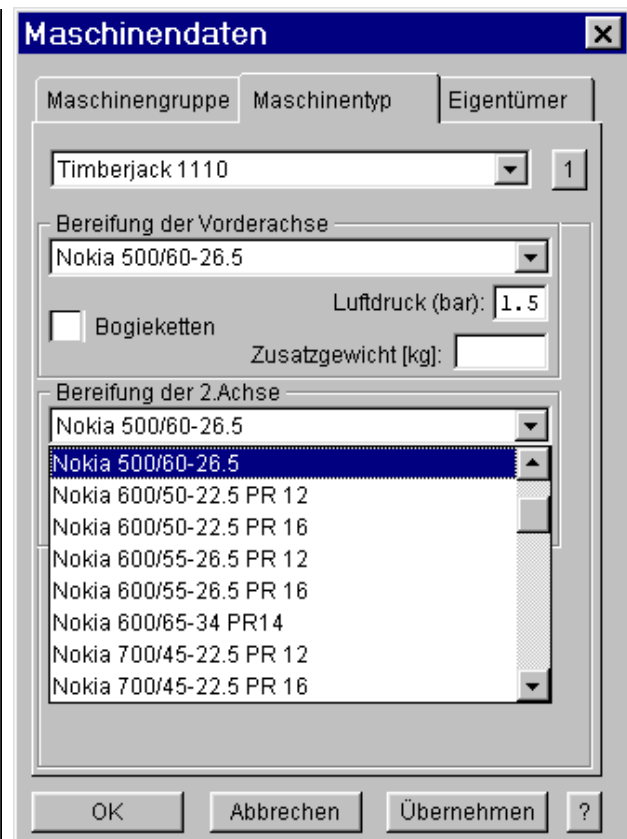 Maschinendaten
Maschinengruppe Maschinentyp Eigentümer
Timberjack 1110 1
Bereifung der Vorderachse
Nokia 500/60-26.5
Luftdruck (bar): 1.5
Bogieketten
Zusatzgewicht [kg]:
Bereifung der 2.Achse
Nokia 500/60-26.5
Nokia 500/60-26.5
Nokia 600/50-22.5 PR 12
Nokia 600/50-22.5 PR 16
Nokia 600/55-26.5 PR 12
Nokia 600/55-26.5 PR 16
Nokia 600/65-34 PR14
Nokia 700/45-22.5 PR 12
Nokia 700/45-22.5 PR 16
OK Abbrechen Übernehmen ?